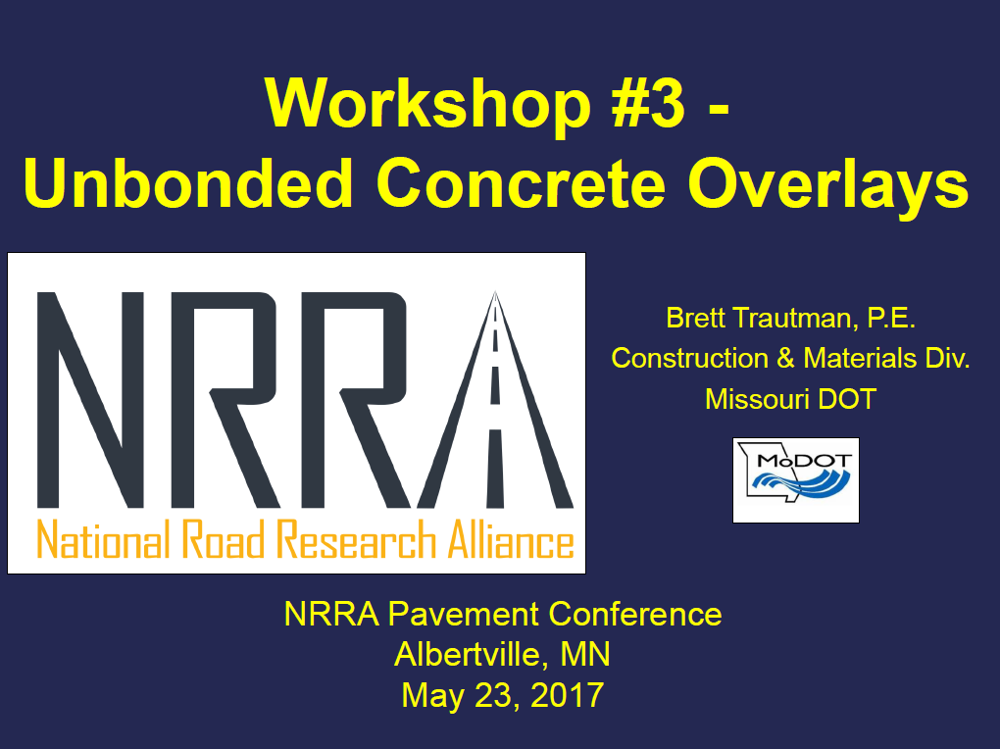 Workshop #3 -
Unbonded Concrete Overlays
NRRA
National Road Research Alliance
Brett Trautman, P.E.
Construction & Materials Div.
Missouri DOT
MoDOT
NRRA Pavement Conference
Albertville, MN
May 23, 2017